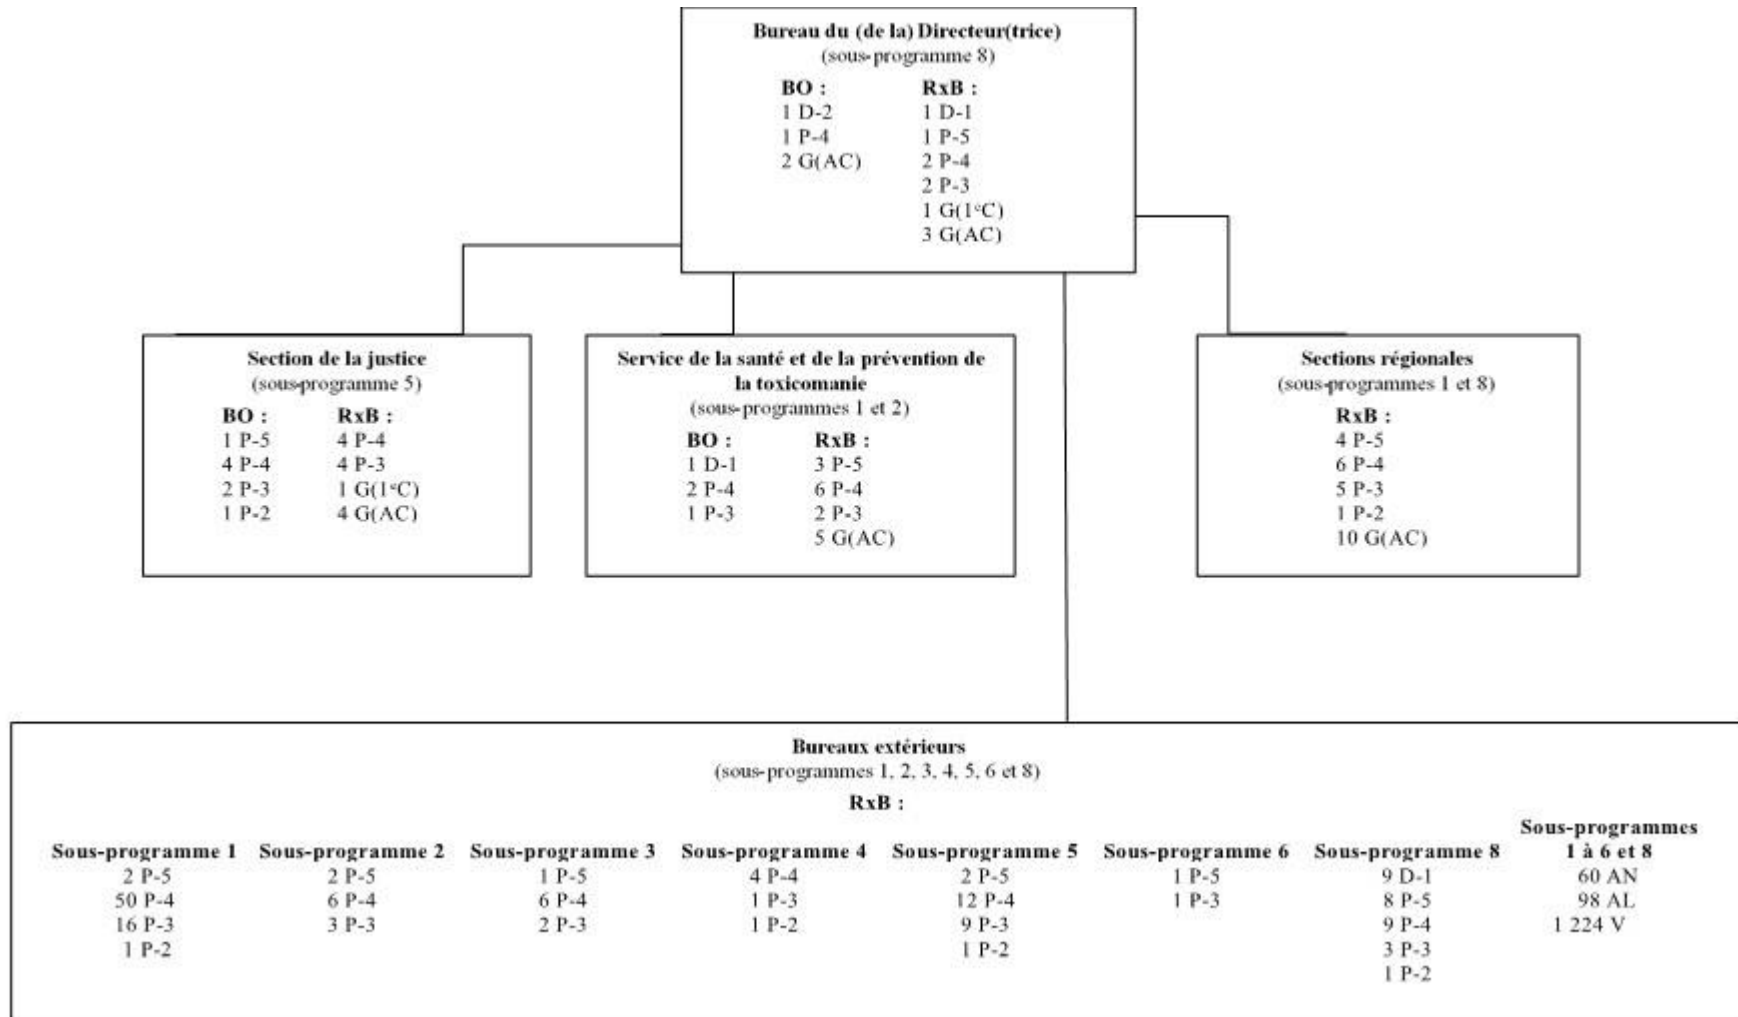 Bureau du (de la) Directeur(trice)
(sous-programme 8)
BO :
1 D-2
1 P-4
2 G(AC)
RxB :
1 D-1
1 P-5
2 P-4
2 P-3
1 G(1ᵉC)
3 G(AC)
Section de la justice
(sous-programme 5)
BO :
1 P-5
4 P-4
2 P-3
1 P-2
RxB :
4 P-4
4 P-3
1 G(1ᵉC)
4 G(AC)
Service de la santé et de la prévention de
la toxicomanie
(sous-programmes 1 et 2)
BO :
1 D-1
2 P-4
1 P-3
RxB :
3 P-5
6 P-4
2 P-3
5 G(AC)
Sections régionales
(sous-programmes 1 et 8)
RxB :
4 P-5
6 P-4
5 P-3
1 P-2
10 G(AC)
Bureaux extérieurs
(sous-programmes 1, 2, 3, 4, 5, 6 et 8)
RxB :
Sous-programme 1
2 P-5
50 P-4
16 P-3
1 P-2
Sous-programme 2
2 P-5
6 P-4
3 P-3
Sous-programme 3
1 P-5
6 P-4
2 P-3
Sous-programme 4
4 P-4
1 P-3
1 P-2
Sous-programme 5
2 P-5
12 P-4
9 P-3
1 P-2
Sous-programme 6
1 P-5
1 P-3
Sous-programme 8
9 D-1
8 P-5
9 P-4
3 P-3
1 P-2
Sous-programmes
1 à 6 et 8
60 AN
98 AL
1 224 V